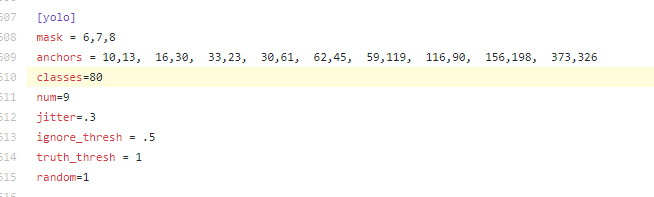 607 [yolo]
608 mask = 6,7,8
609 anchors = 10,13,  16,30,  33,23,  30,61,  62,45,  59,119,  116,90,  156,198,  373,326
610 classes=80
611 num=9
612 jitter=.3
613 ignore_thresh = .5
614 truth_thresh = 1
615 random=1